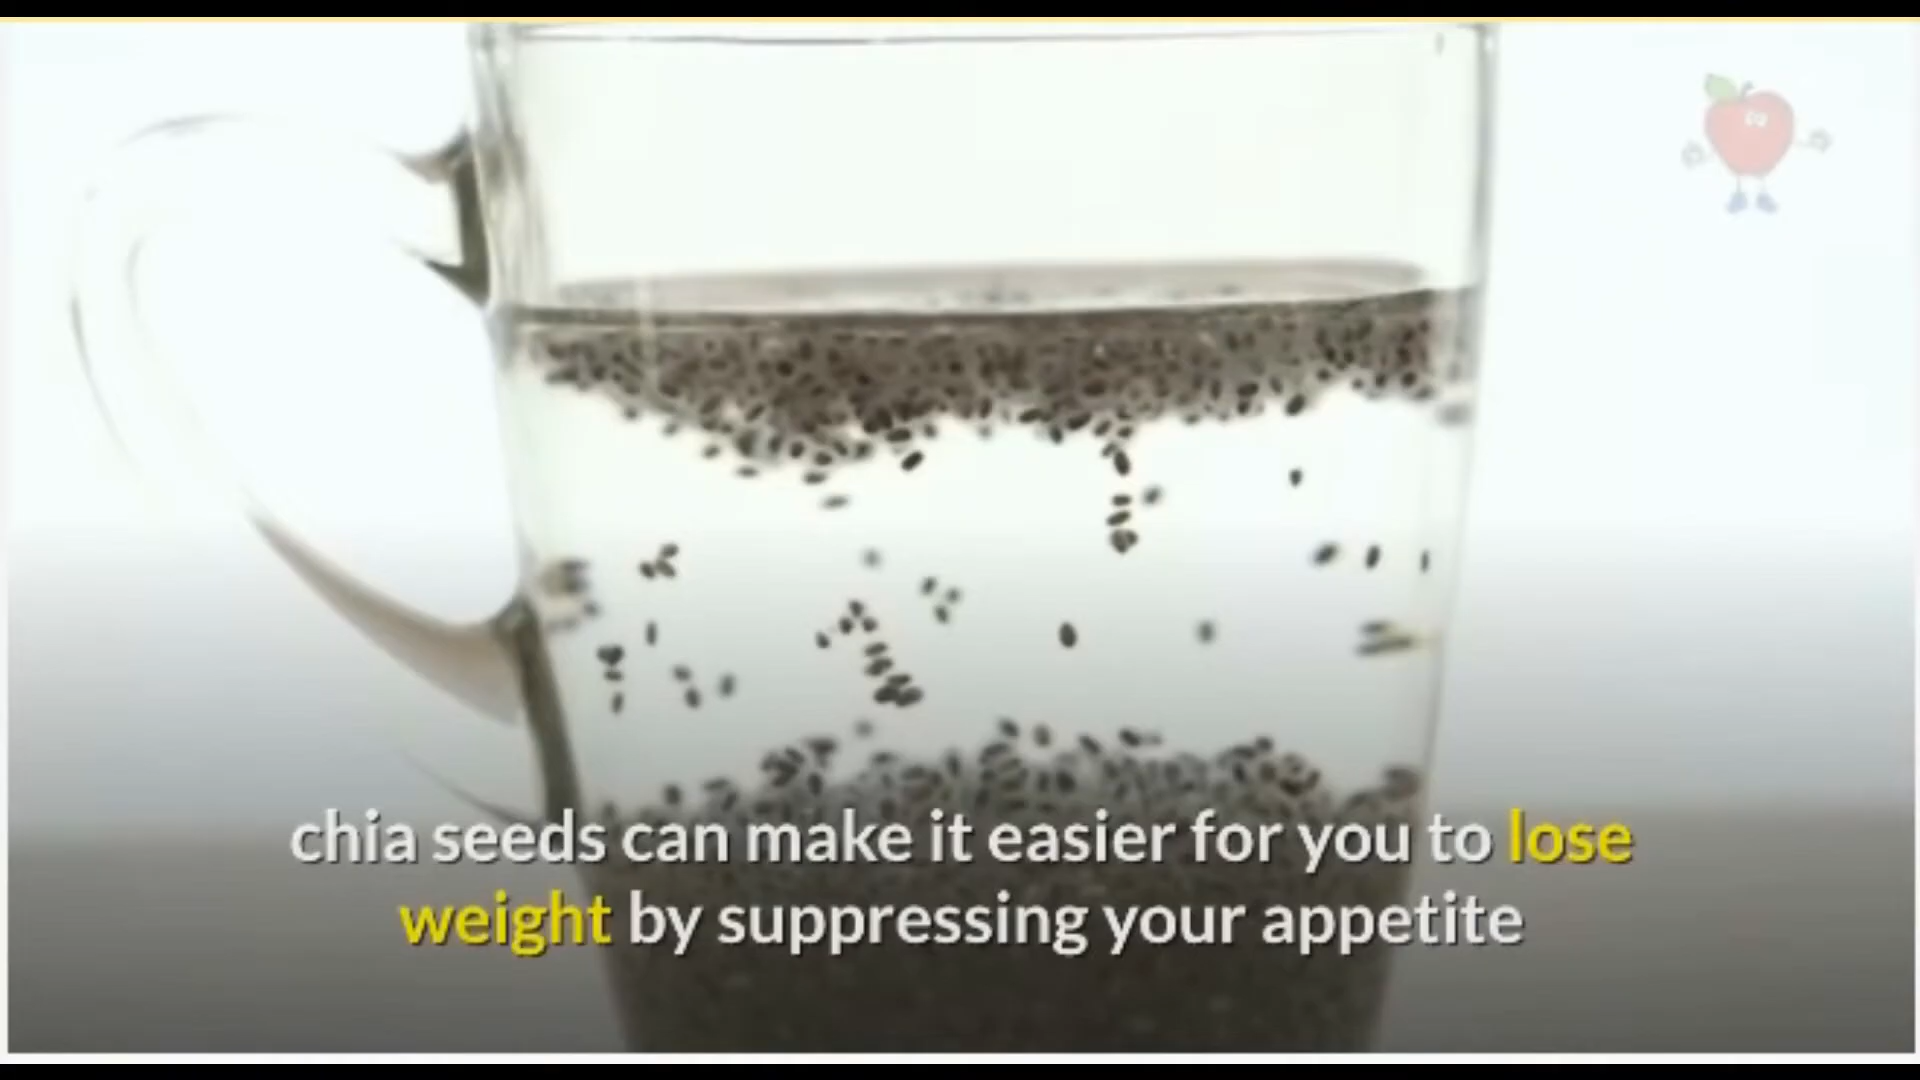 chia seeds can make it easier for you to lose
weight by suppressing your appetite